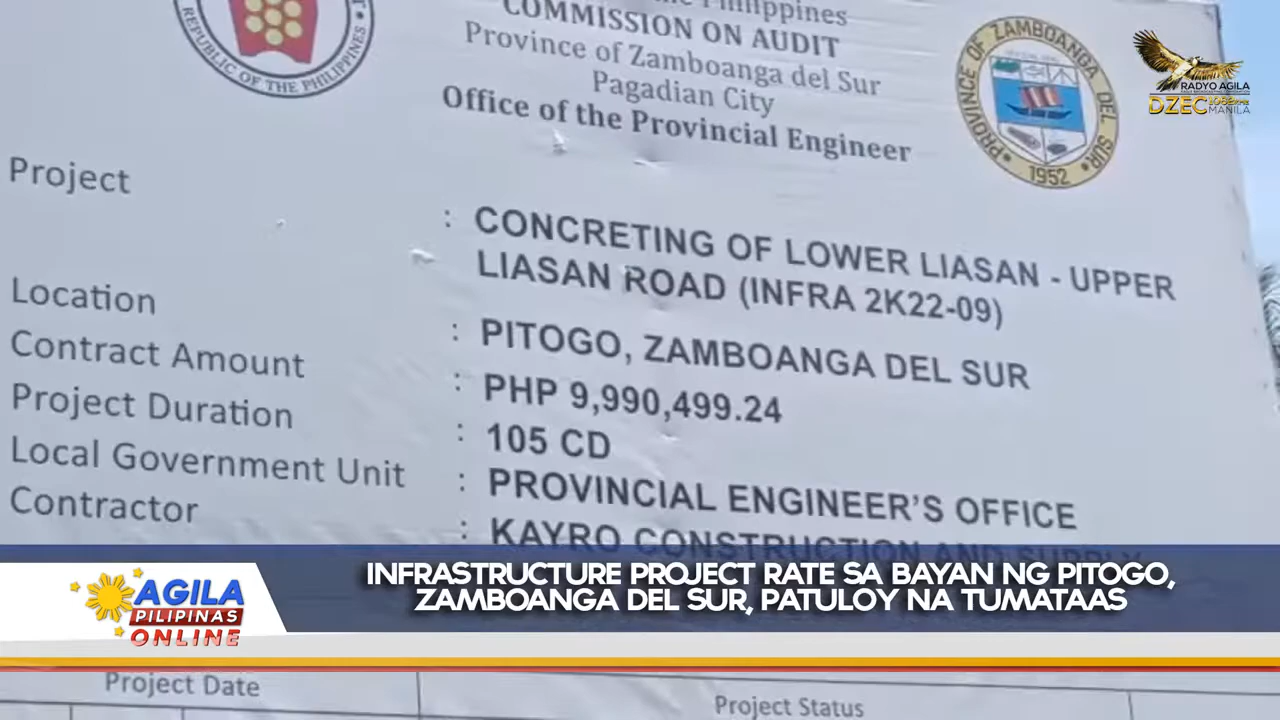 Philippines
COMMISSION ON AUDIT
Province of Zamboanga del Sur
Pagadian City
Office of the Provincial Engineer
REPUBLIC OF THE PHILIPPINES
PROVINCE OF ZAMBOANGA DEL SUR
1952
RADYO AGILA
DZEC 1062
MANILA
Project : CONCRETING OF LOWER LIASAN - UPPER
LIASAN ROAD (INFRA 2K22-09)
Location : PITOGO, ZAMBOANGA DEL SUR
Contract Amount : PHP 9,990,499.24
Project Duration : 105 CD
Local Government Unit : PROVINCIAL ENGINEER'S OFFICE
Contractor : KAYRO CONSTRUCTION AND SUPPLY
INFRASTRUCTURE PROJECT RATE SA BAYAN NG PITOGO,
ZAMBOANGA DEL SUR, PATULOY NA TUMATAAS
AGILA
PILIPINAS
ONLINE
Project Date
Project Status